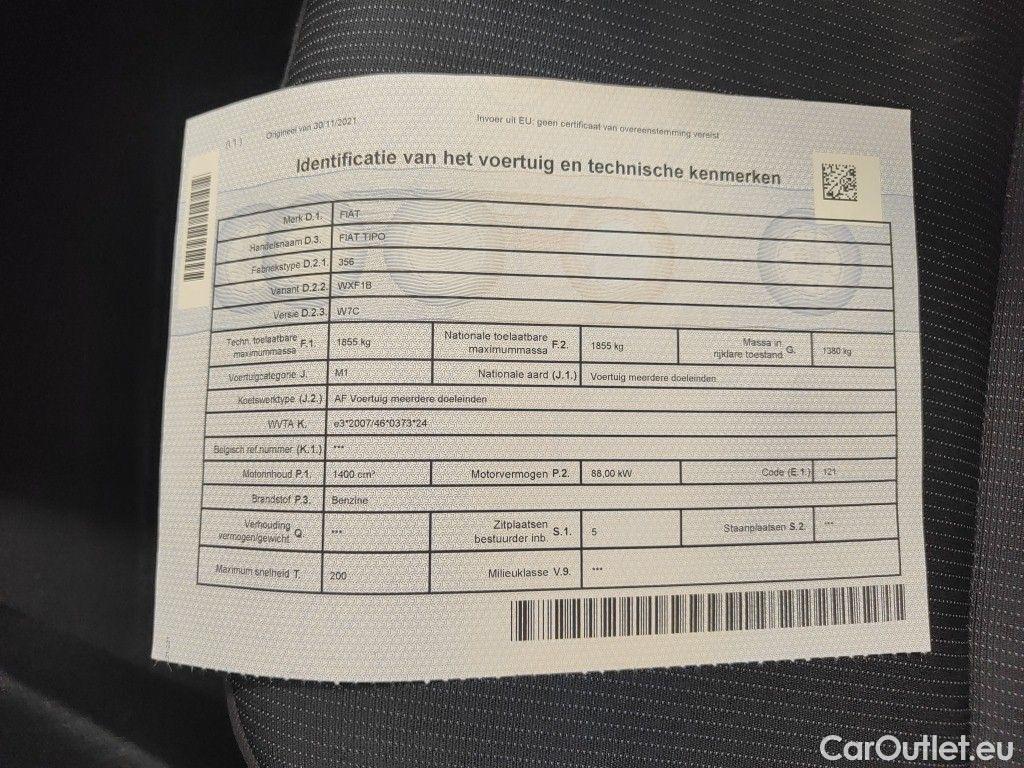 (I.1.) Origineel van 30/11/2021 Invoer uit EU: geen certificaat van overeenstemming vereist
Identificatie van het voertuig en technische kenmerken
Merk D.1. FIAT
Handelsnaam D.3. FIAT TIPO
Fabriekstype D.2.1. 356
Variant D.2.2. WXF1B
Versie D.2.3. W7C
Techn. toelaatbare maximummassa F.1. 1855 kg Nationale toelaatbare maximummassa F.2. 1855 kg Massa in rijklare toestand G. 1380 kg
Voertuigcategorie J. M1 Nationale aard (J.1.) Voertuig meerdere doeleinden
Koetswerktype (J.2.) AF Voertuig meerdere doeleinden
WVTA K. e3*2007/46*0373*24
Belgisch ref.nummer (K.1.) ***
Motorinhoud P.1. 1400 cm³ Motorvermogen P.2. 88,00 kW Code (E.1.) 121
Brandstof P.3. Benzine
Verhouding vermogen/gewicht Q. *** Zitplaatsen bestuurder inb. S.1. 5 Staanplaatsen S.2. ***
Maximum snelheid T. 200 Milieuklasse V.9. ***
CarOutlet.eu